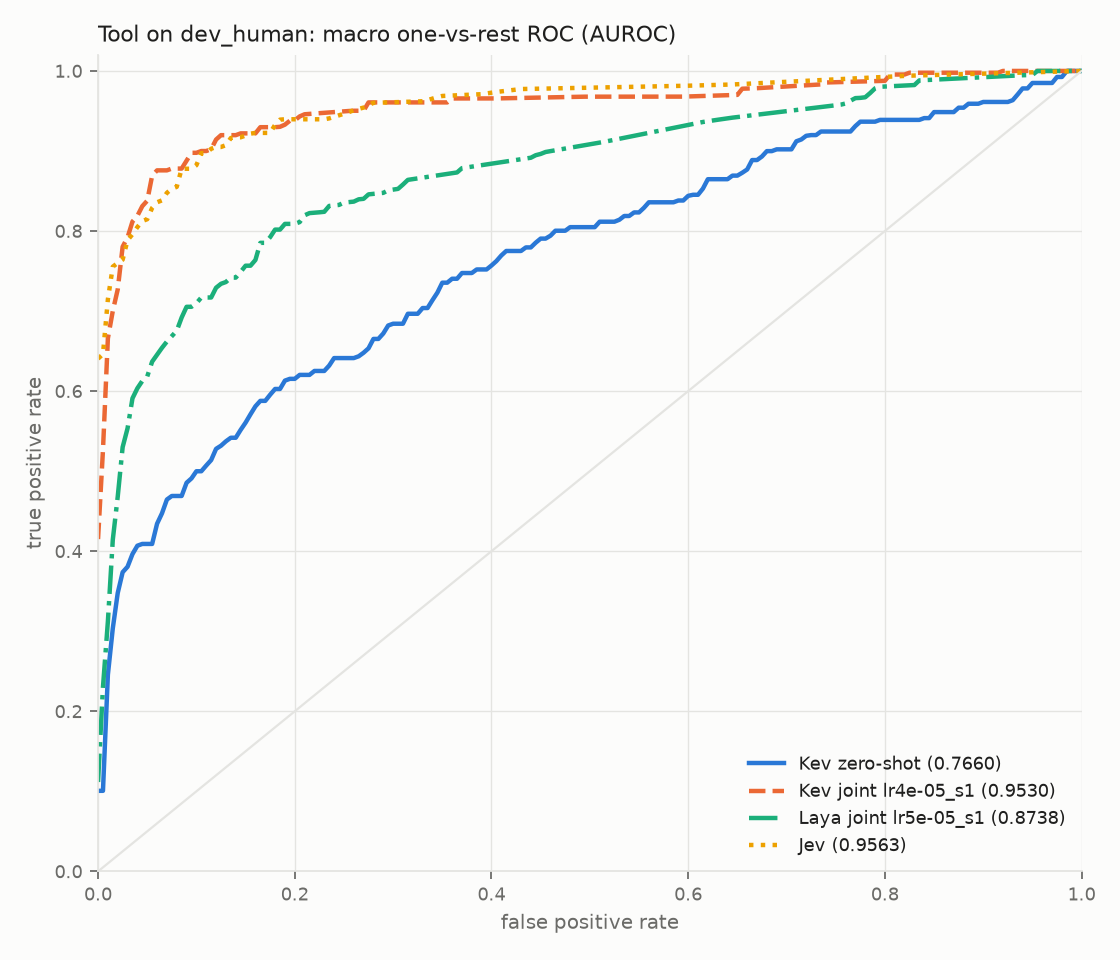 Tool on dev_human: macro one-vs-rest ROC (AUROC)
1.0
0.8
0.6
0.4
0.2
0.0
true positive rate
0.0 0.2 0.4 0.6 0.8 1.0
false positive rate
Kev zero-shot (0.7660)
Kev joint lr4e-05_s1 (0.9530)
Laya joint lr5e-05_s1 (0.8738)
Jev (0.9563)